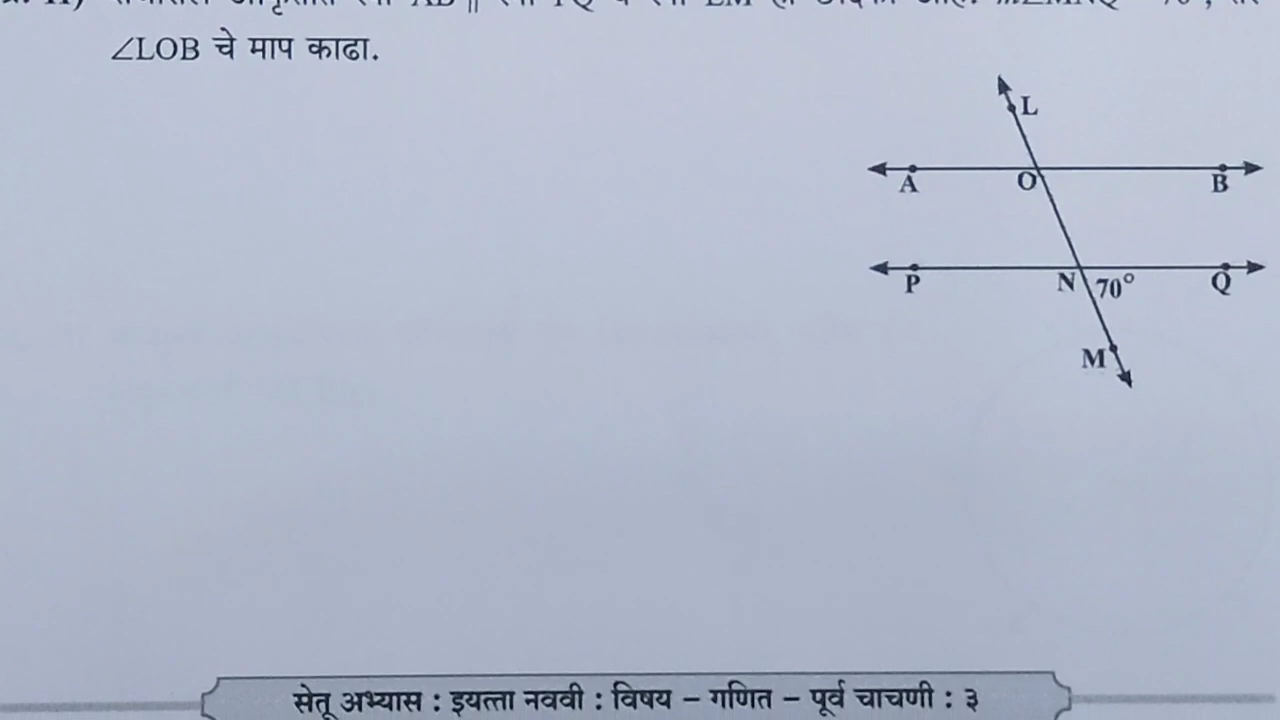 ∠LOB चे माप काढा.
L
A O B
P N 70° Q
M
सेतू अभ्यास : इयत्ता नववी : विषय – गणित – पूर्व चाचणी : ३